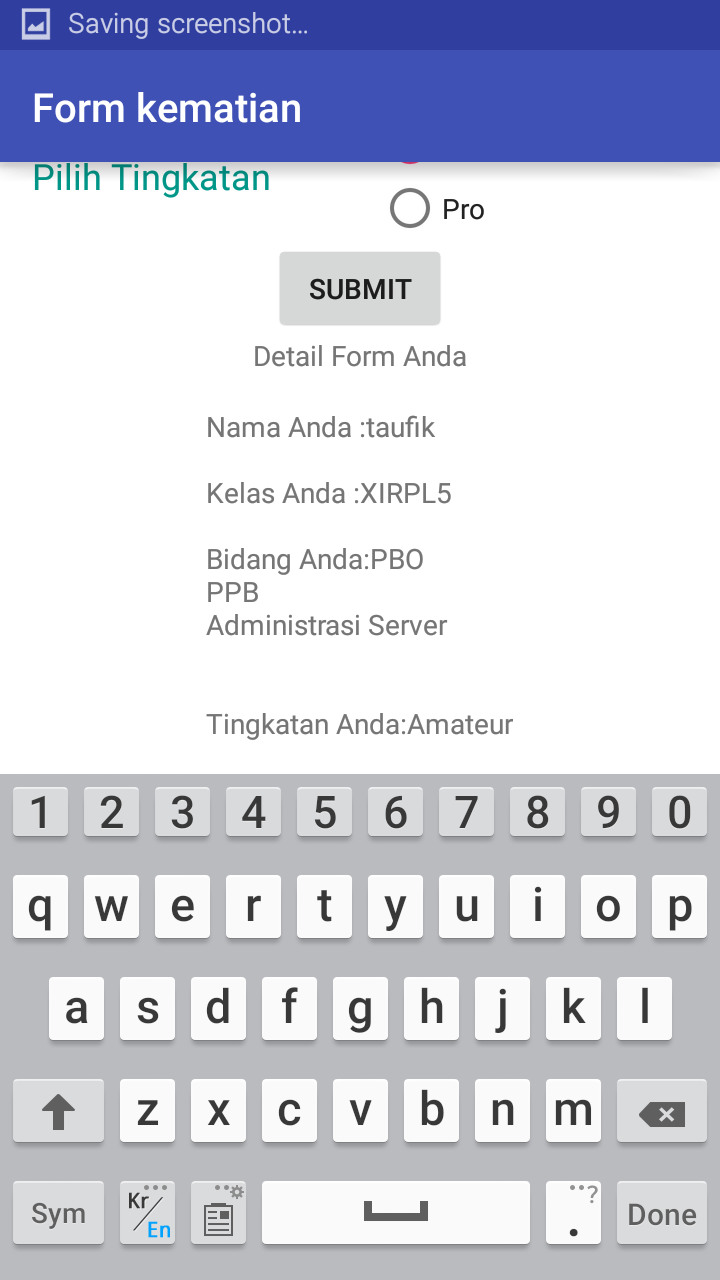 Saving screenshot...
Form kematian
Pilih Tingkatan
Pro
SUBMIT
Detail Form Anda
Nama Anda :taufik
Kelas Anda :XIRPL5
Bidang Anda:PBO
PPB
Administrasi Server
Tingkatan Anda:Amateur
1 2 3 4 5 6 7 8 9 0
q w e r t y u i o p
a s d f g h j k l
z x c v b n m
Sym Kr/En . ? Done